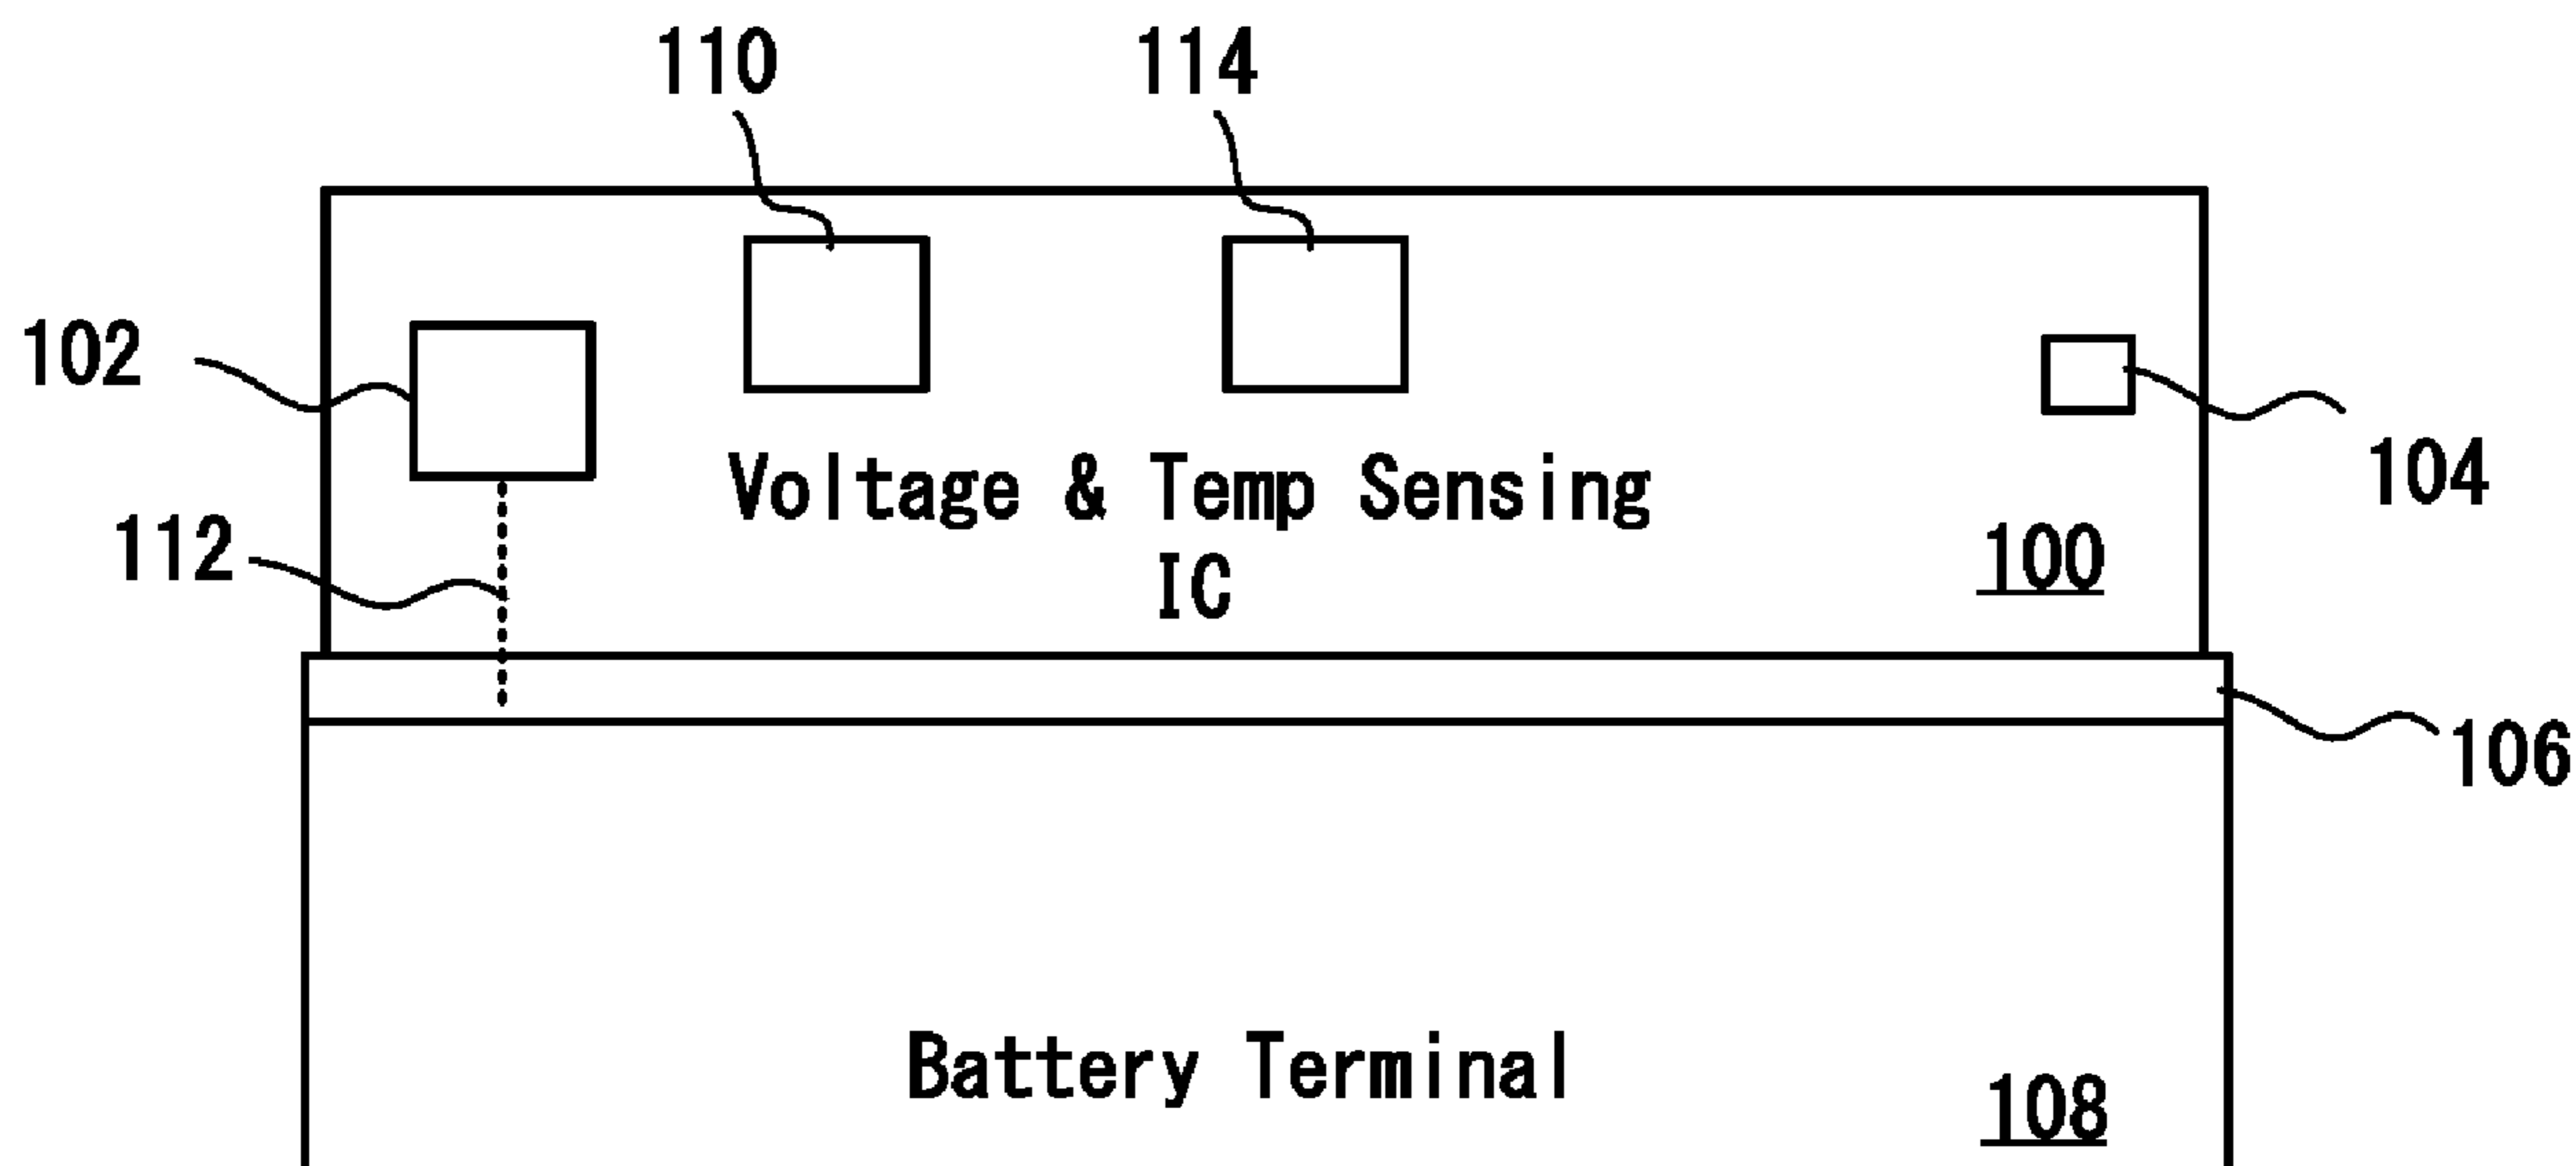 110 114
102
104
Voltage & Temp Sensing
IC
112
100
106
Battery Terminal
108